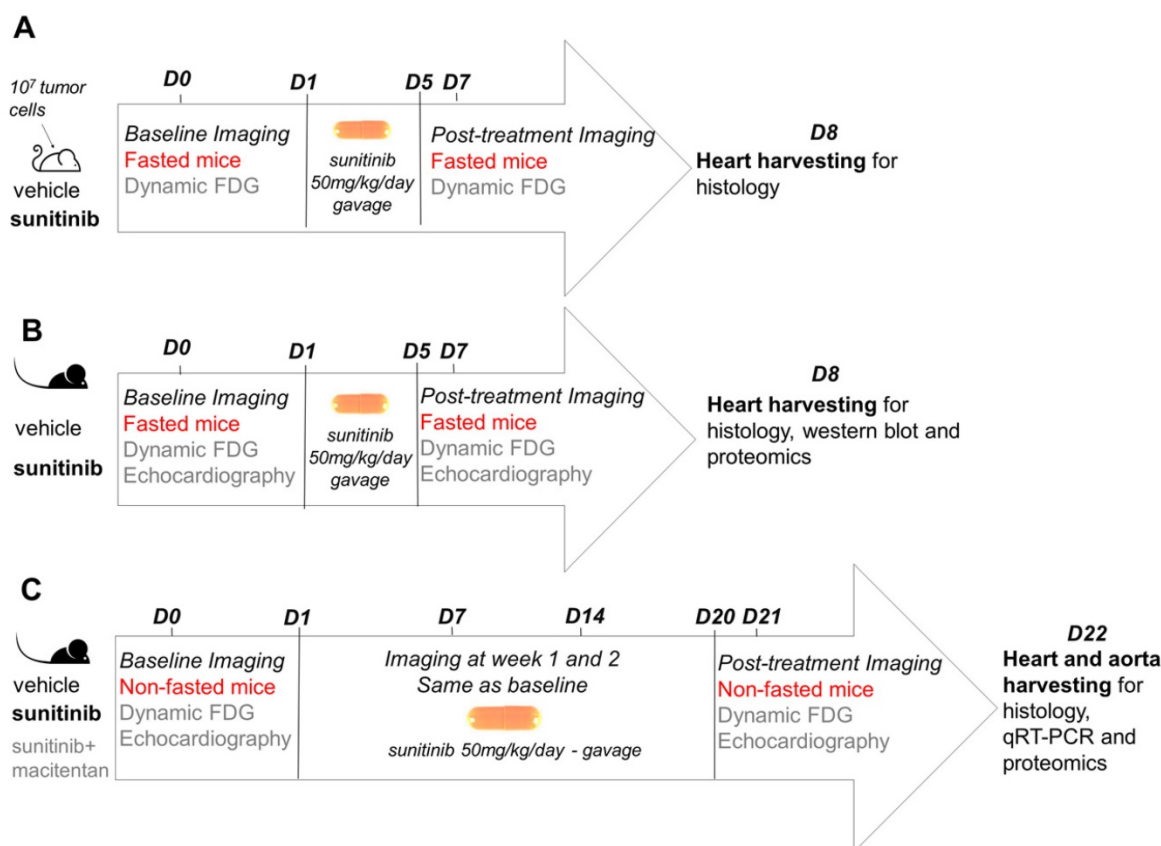 A
D0
D1
D5
D7
10⁷ tumor
cells
vehicle
sunitinib
Baseline Imaging
Fasted mice
Dynamic FDG
sunitinib
50mg/kg/day
gavage
Post-treatment Imaging
Fasted mice
Dynamic FDG
D8
Heart harvesting for
histology
B
D0
D1
D5
D7
vehicle
sunitinib
Baseline Imaging
Fasted mice
Dynamic FDG
Echocardiography
sunitinib
50mg/kg/day
gavage
Post-treatment Imaging
Fasted mice
Dynamic FDG
Echocardiography
D8
Heart harvesting for
histology, western blot and
proteomics
C
D0
D1
D7
D14
D20
D21
vehicle
sunitinib
sunitinib+
macitentan
Baseline Imaging
Non-fasted mice
Dynamic FDG
Echocardiography
Imaging at week 1 and 2
Same as baseline
sunitinib 50mg/kg/day - gavage
Post-treatment Imaging
Non-fasted mice
Dynamic FDG
Echocardiography
D22
Heart and aorta
harvesting for
histology,
qRT-PCR and
proteomics